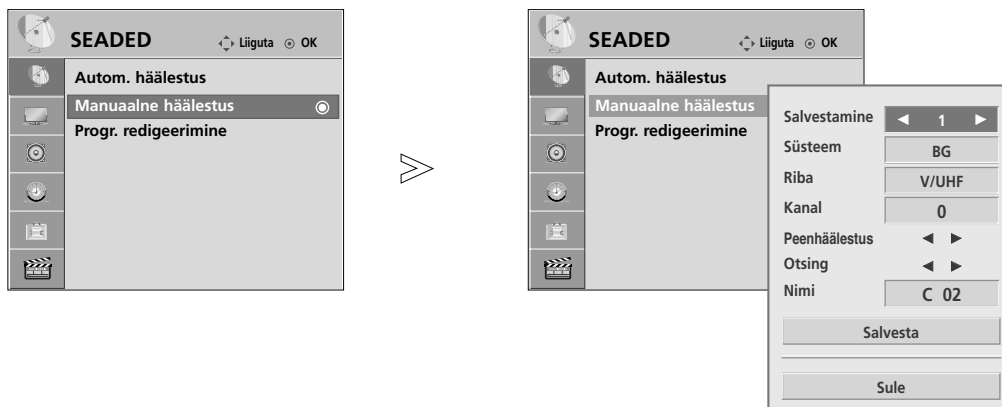 SEADED Liiguta OK
Autom. häälestus
Manuaalne häälestus
Progr. redigeerimine
SEADED Liiguta OK
Autom. häälestus
Manuaalne häälestus
Progr. redigeerimine
Salvestamine ◀ 1 ▶
Süsteem BG
Riba V/UHF
Kanal 0
Peenhäälestus ◀ ▶
Otsing ◀ ▶
Nimi C 02
Salvesta
Sule